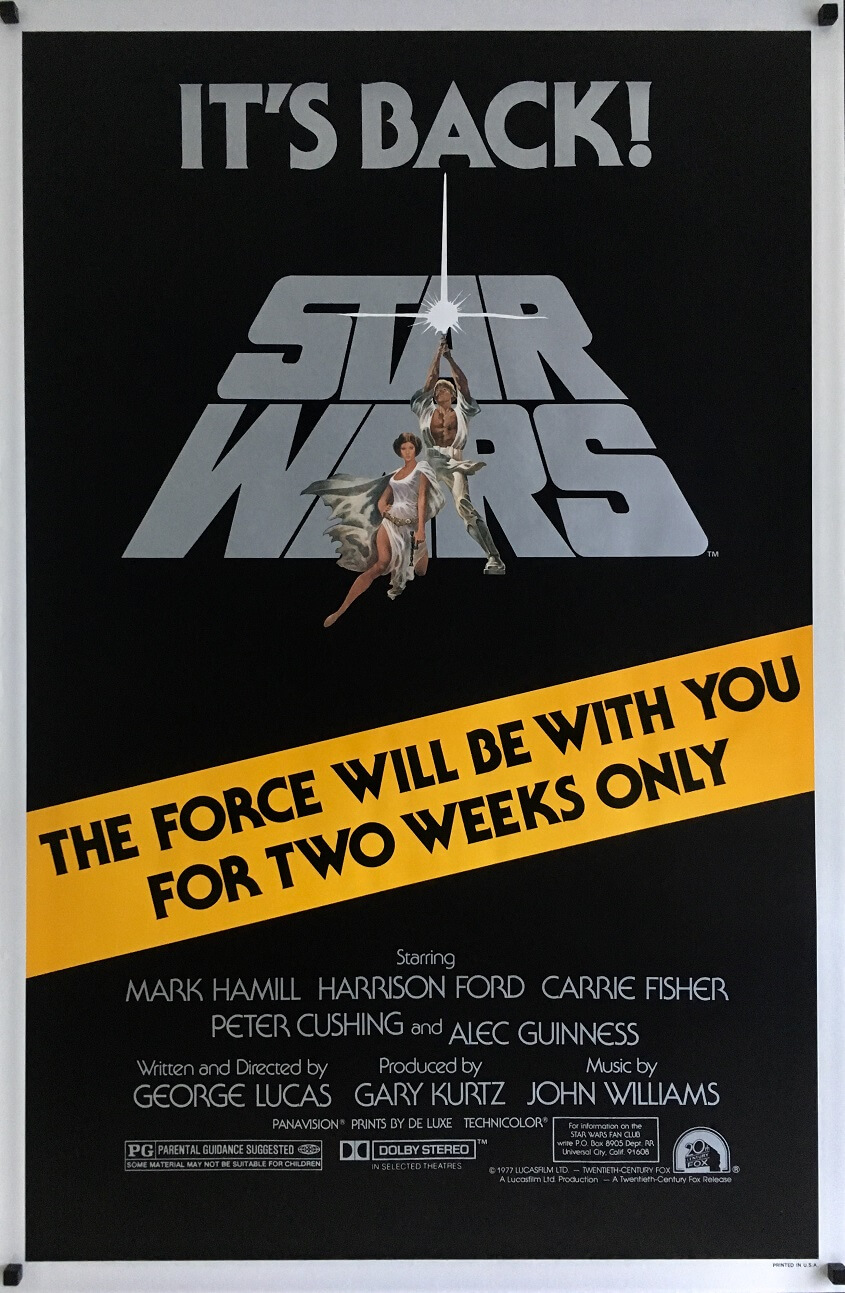 IT'S BACK!
STAR
WARS
TM
THE FORCE WILL BE WITH YOU
FOR TWO WEEKS ONLY
Starring
MARK HAMILL HARRISON FORD CARRIE FISHER
PETER CUSHING and ALEC GUINNESS
Written and Directed by Produced by Music by
GEORGE LUCAS GARY KURTZ JOHN WILLIAMS
PANAVISION® PRINTS BY DE LUXE TECHNICOLOR®
For information on the
STAR WARS FAN CLUB
write P.O. Box 8905 Dept. RR
Universal City, Calif. 91608
PG PARENTAL GUIDANCE SUGGESTED
SOME MATERIAL MAY NOT BE SUITABLE FOR CHILDREN
DOLBY STEREO TM
IN SELECTED THEATRES
20TH CENTURY FOX ®
© 1977 LUCASFILM LTD. — TWENTIETH-CENTURY FOX
A Lucasfilm Ltd. Production — A Twentieth-Century Fox Release
PRINTED IN U.S.A.